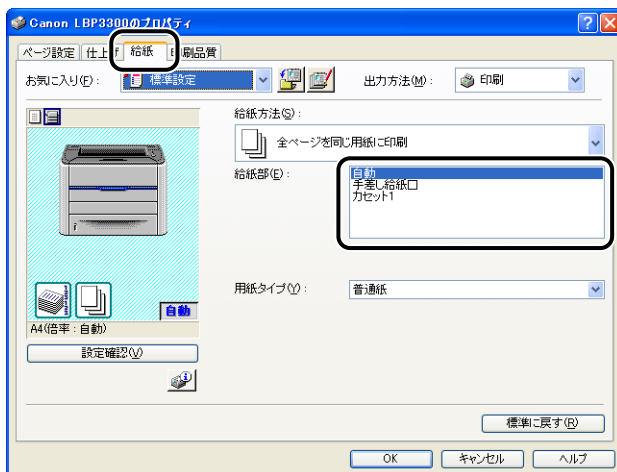 Canon LBP3300のプロパティ
ページ設定 仕上げ 給紙 印刷品質
お気に入り(F)： 標準設定 出力方法(M)： 印刷
給紙方法(S)：
全ページを同じ用紙に印刷
給紙部(E)：
自動
手差し給紙口
カセット1
用紙タイプ(Y)： 普通紙
自動
A4(倍率：自動)
設定確認(V)
標準に戻す(R)
OK キャンセル ヘルプ